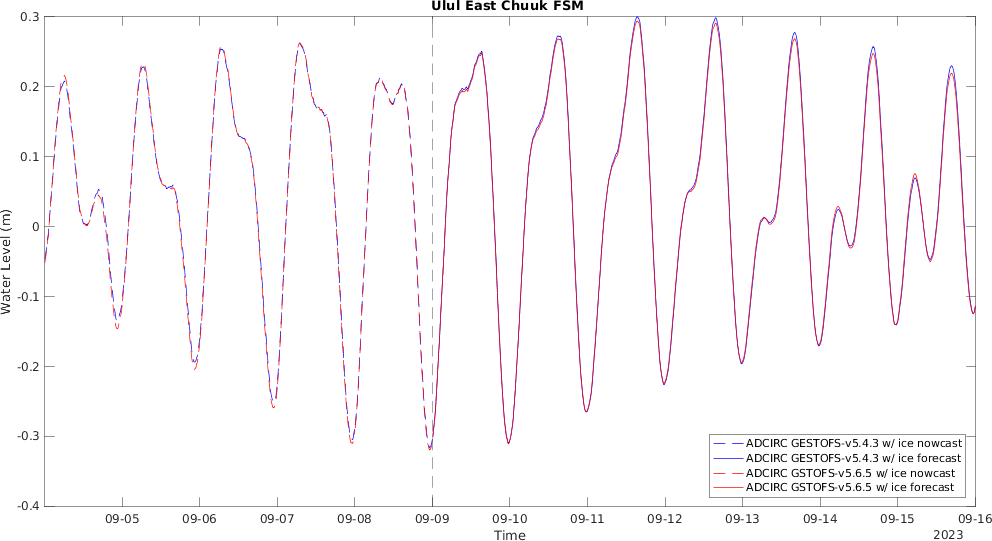 Ulul East Chuuk FSM
0.3
0.2
0.1
0
-0.1
-0.2
-0.3
-0.4
Water Level (m)
ADCIRC GESTOFS-v5.4.3 w/ ice nowcast
ADCIRC GESTOFS-v5.4.3 w/ ice forecast
ADCIRC GSTOFS-v5.6.5 w/ ice nowcast
ADCIRC GSTOFS-v5.6.5 w/ ice forecast
09-05 09-06 09-07 09-08 09-09 09-10 09-11 09-12 09-13 09-14 09-15 09-16
Time
2023